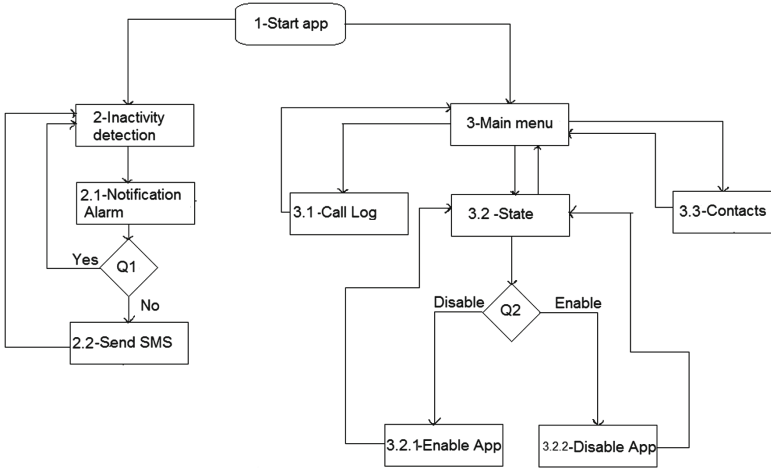 1-Start app
2-Inactivity
detection
3-Main menu
2.1-Notification
Alarm
3.1-Call Log
3.2 -State
3.3-Contacts
Yes
Q1
No
2.2-Send SMS
Disable
Q2
Enable
3.2.1-Enable App
3.2.2-Disable App